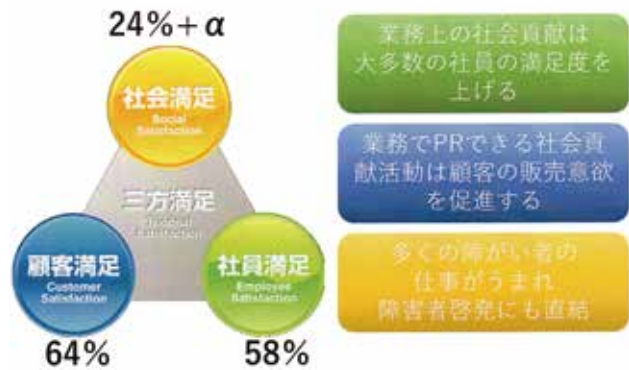 24%+α
社会満足
Social
Satisfaction
三方満足
Satisfaction
顧客満足
Customer
Satisfaction
社員満足
Employee
Satisfaction
64%
58%
業務上の社会貢献は
大多数の社員の満足度を
上げる
業務でPRできる社会貢
献活動は顧客の販売意欲
を促進する
多くの障がい者の
仕事がうまれ
障害者啓発にも直結